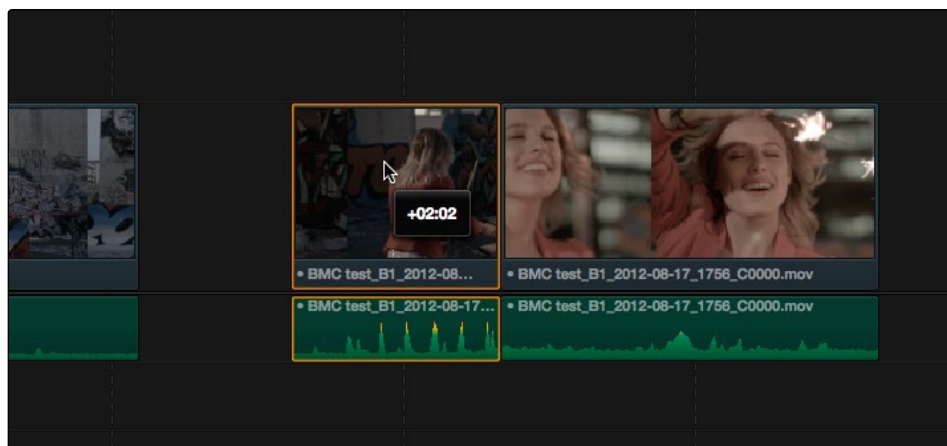 +02:02
• BMC test_B1_2012-08...
• BMC test_B1_2012-08-17_1756_C0000.mov
• BMC test_B1_2012-08-17...
• BMC test_B1_2012-08-17_1756_C0000.mov